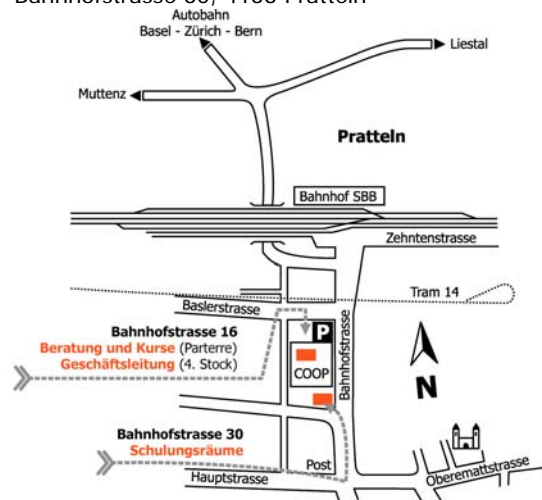 Autobahn
Basel - Zürich - Bern
Liestal
Muttenz
Pratteln
Bahnhof SBB
Zehntenstrasse
Tram 14
Baslerstrasse
Bahnhofstrasse 16
Beratung und Kurse (Parterre)
Geschäftsleitung (4. Stock)
P
COOP
Bahnhofstrasse
N
Bahnhofstrasse 30
Schulungsräume
Post
Hauptstrasse
Oberemattstrasse